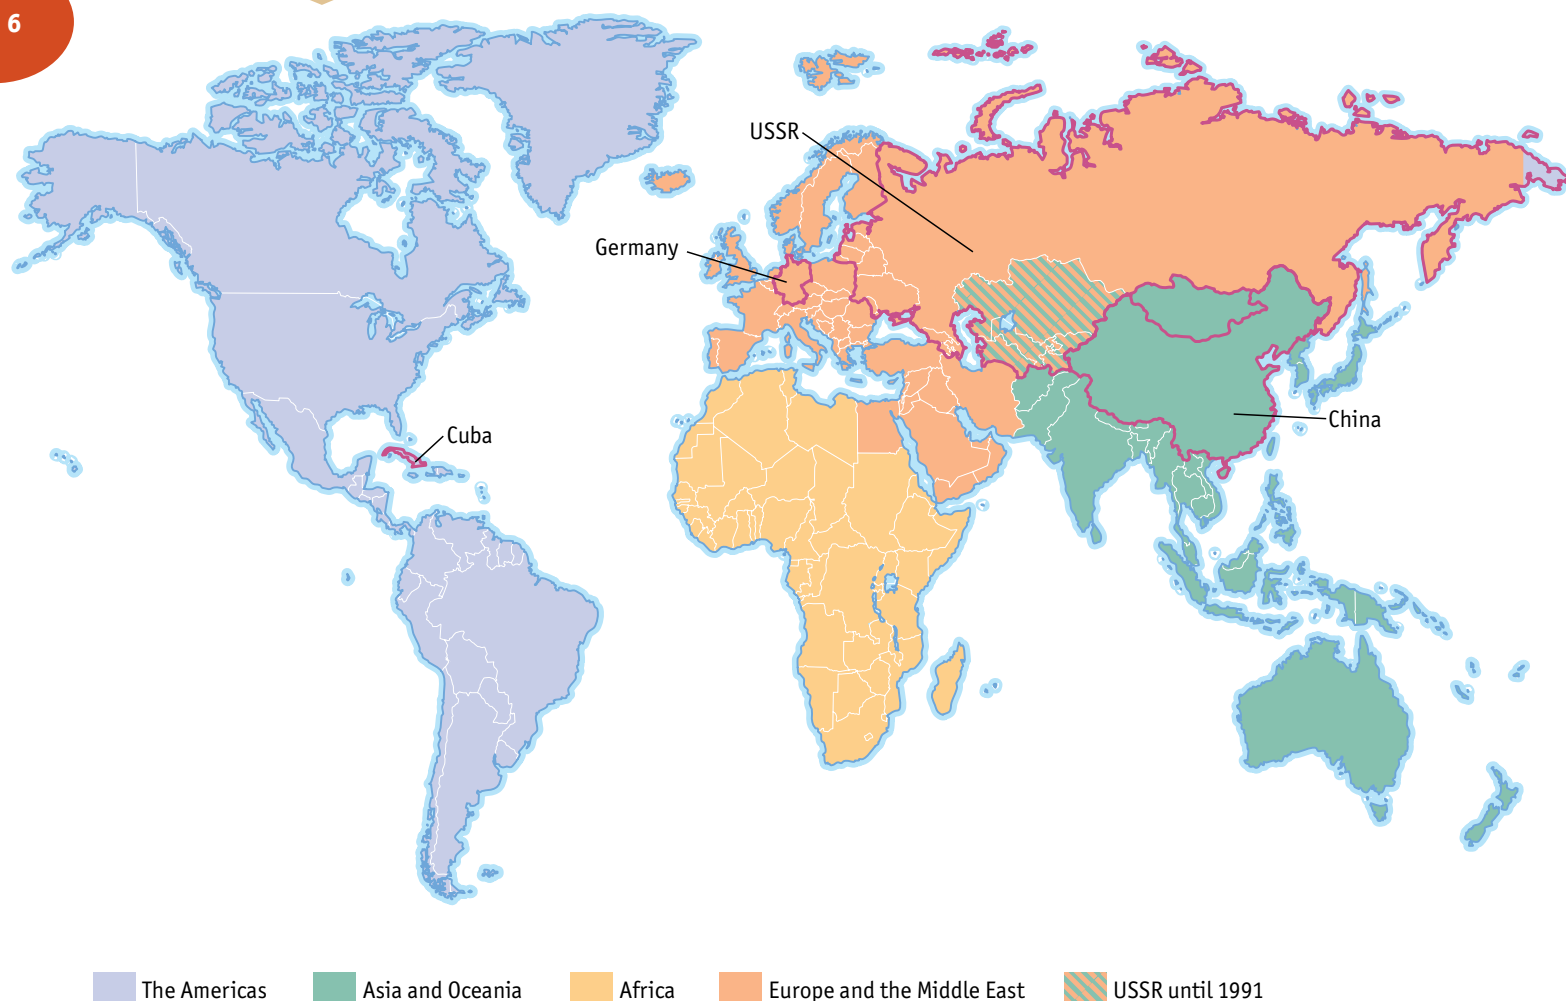 6
USSR
Germany
Cuba
China
The Americas
Asia and Oceania
Africa
Europe and the Middle East
USSR until 1991